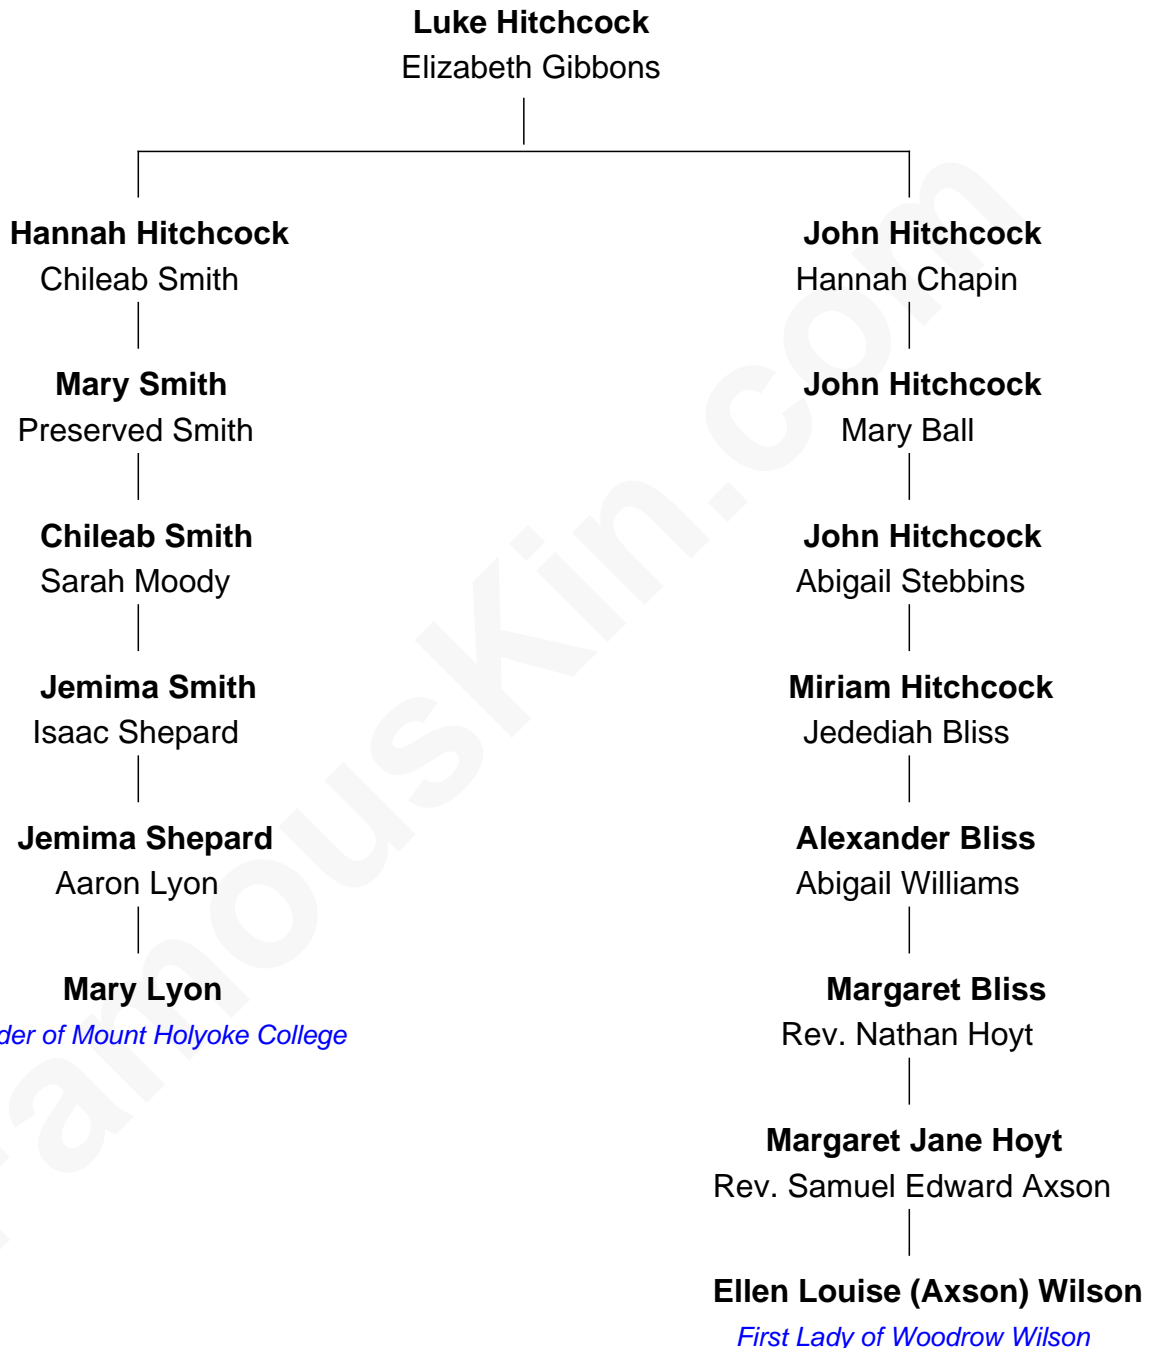 Luke Hitchcock
Elizabeth Gibbons
Hannah Hitchcock
Chileab Smith
Mary Smith
Preserved Smith
Chileab Smith
Sarah Moody
Jemima Smith
Isaac Shepard
Jemima Shepard
Aaron Lyon
Mary Lyon
der of Mount Holyoke College
John Hitchcock
Hannah Chapin
John Hitchcock
Mary Ball
John Hitchcock
Abigail Stebbins
Miriam Hitchcock
Jedediah Bliss
Alexander Bliss
Abigail Williams
Margaret Bliss
Rev. Nathan Hoyt
Margaret Jane Hoyt
Rev. Samuel Edward Axson
Ellen Louise (Axson) Wilson
First Lady of Woodrow Wilson
FamousKin.com